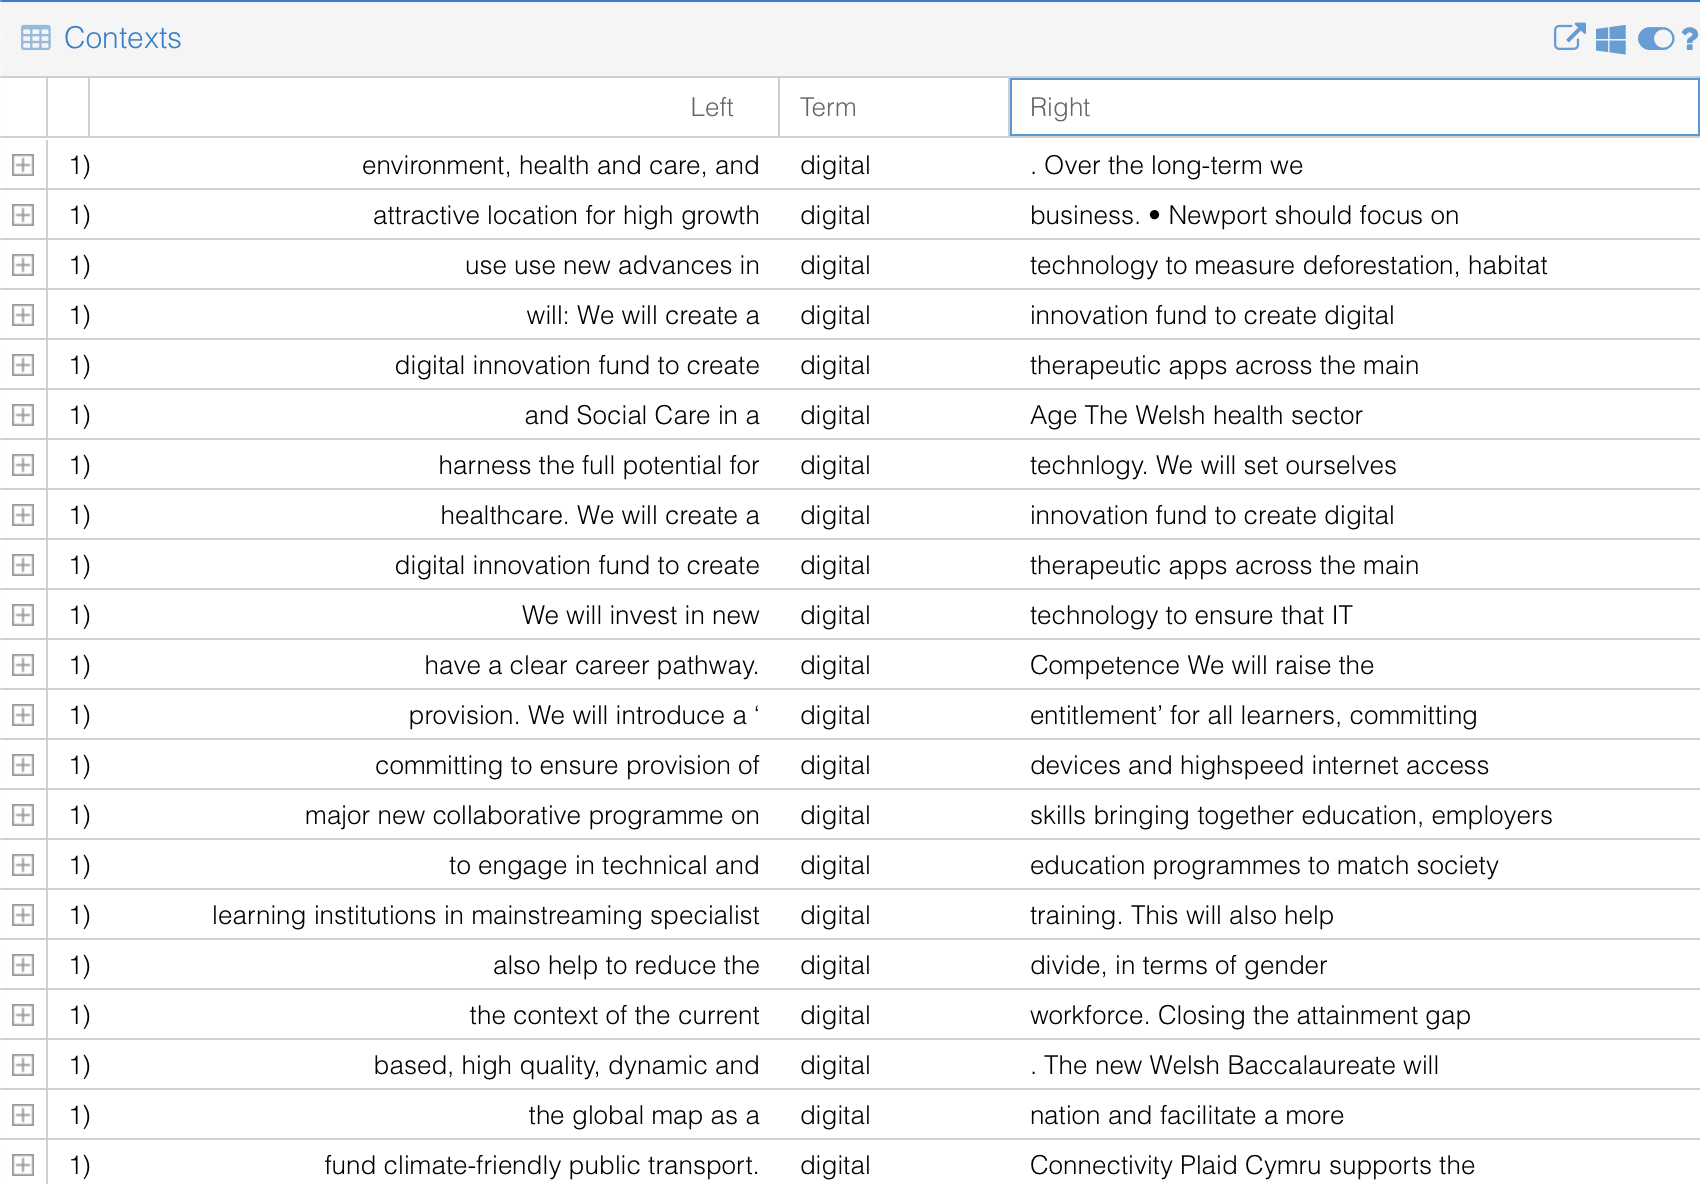 Contexts ?
Left Term Right
1) environment, health and care, and digital . Over the long-term we
1) attractive location for high growth digital business. • Newport should focus on
1) use use new advances in digital technology to measure deforestation, habitat
1) will: We will create a digital innovation fund to create digital
1) digital innovation fund to create digital therapeutic apps across the main
1) and Social Care in a digital Age The Welsh health sector
1) harness the full potential for digital technlogy. We will set ourselves
1) healthcare. We will create a digital innovation fund to create digital
1) digital innovation fund to create digital therapeutic apps across the main
1) We will invest in new digital technology to ensure that IT
1) have a clear career pathway. digital Competence We will raise the
1) provision. We will introduce a ‘ digital entitlement’ for all learners, committing
1) committing to ensure provision of digital devices and highspeed internet access
1) major new collaborative programme on digital skills bringing together education, employers
1) to engage in technical and digital education programmes to match society
1) learning institutions in mainstreaming specialist digital training. This will also help
1) also help to reduce the digital divide, in terms of gender
1) the context of the current digital workforce. Closing the attainment gap
1) based, high quality, dynamic and digital . The new Welsh Baccalaureate will
1) the global map as a digital nation and facilitate a more
1) fund climate-friendly public transport. digital Connectivity Plaid Cymru supports the